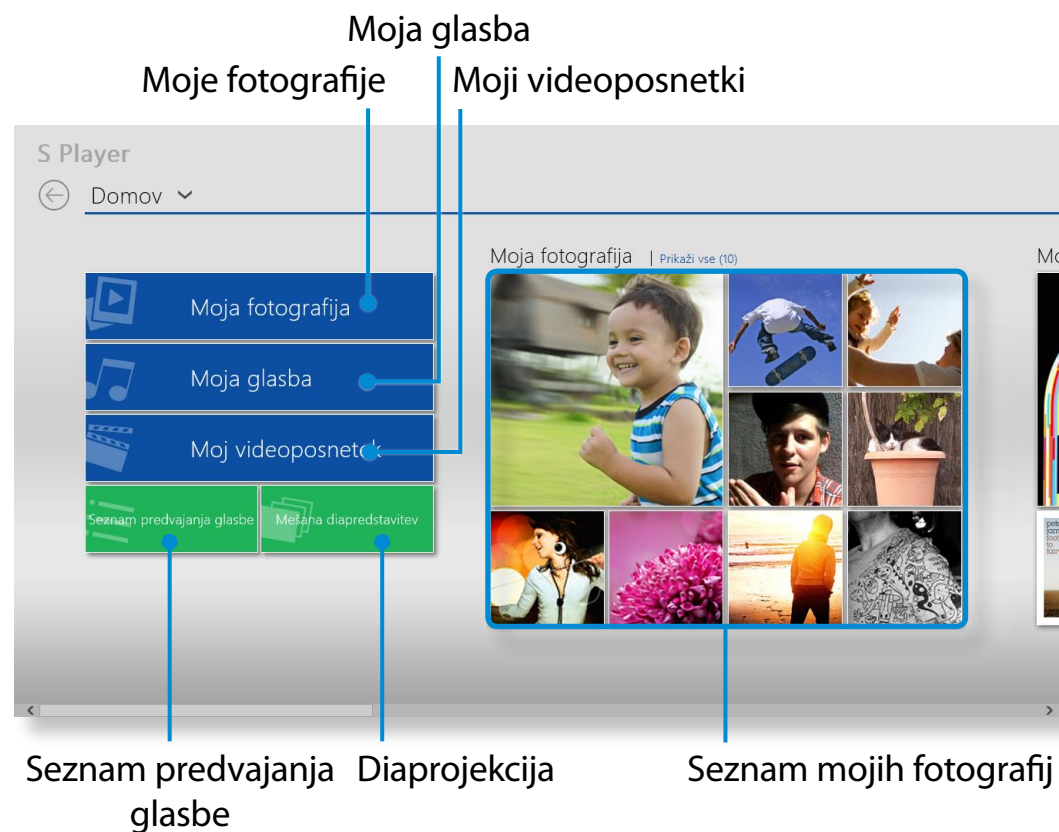 Moja glasba
Moje fotografije
Moji videoposnetki
S Player
Domov
Moja fotografija | Prikaži vse (10)
Mo
Moja fotografija
Moja glasba
Moj videoposnetek
Seznam predvajanja glasbe
Mešana diapredstavitev
Seznam predvajanja
glasbe
Diaprojekcija
Seznam mojih fotografij